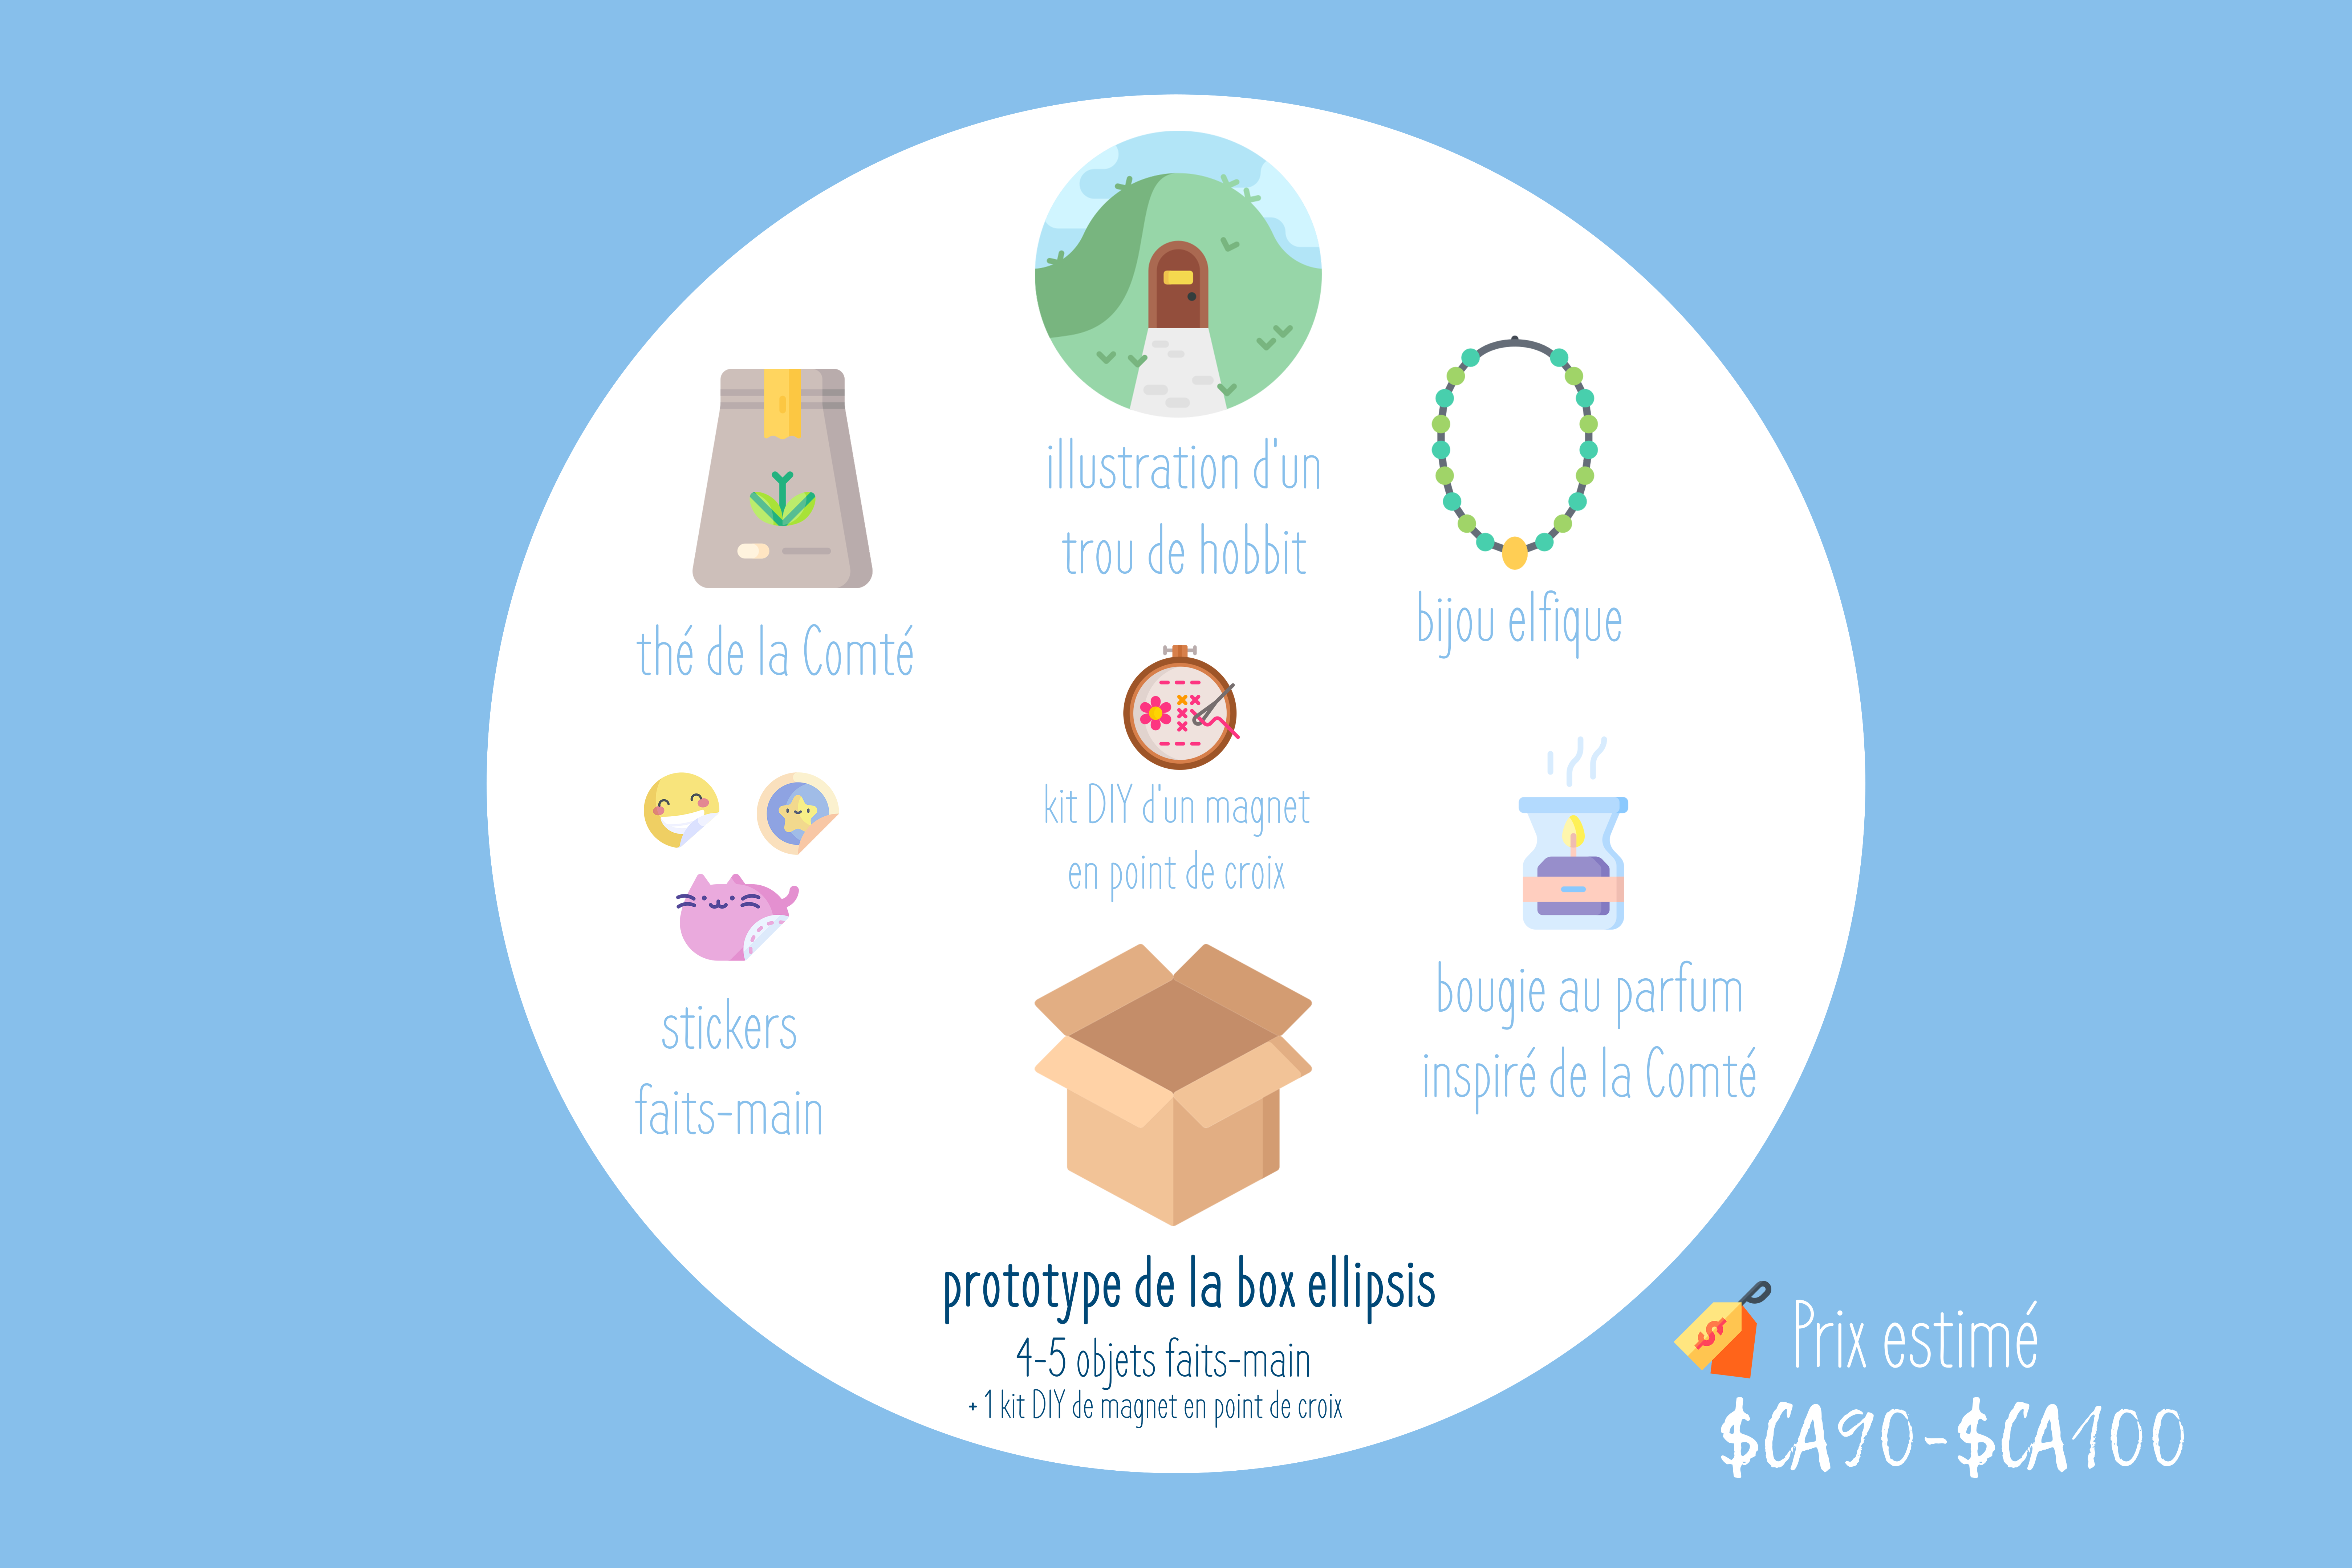 illustration d'un
trou de hobbit
thé de la Comté
bijou elfique
kit DIY d'un magnet
en point de croix
stickers
faits-main
bougie au parfum
inspiré de la Comté
prototype de la box ellipsis
4-5 objets faits-main
+ 1 kit DIY de magnet en point de croix
Prix estimé
$CA90-$CA100